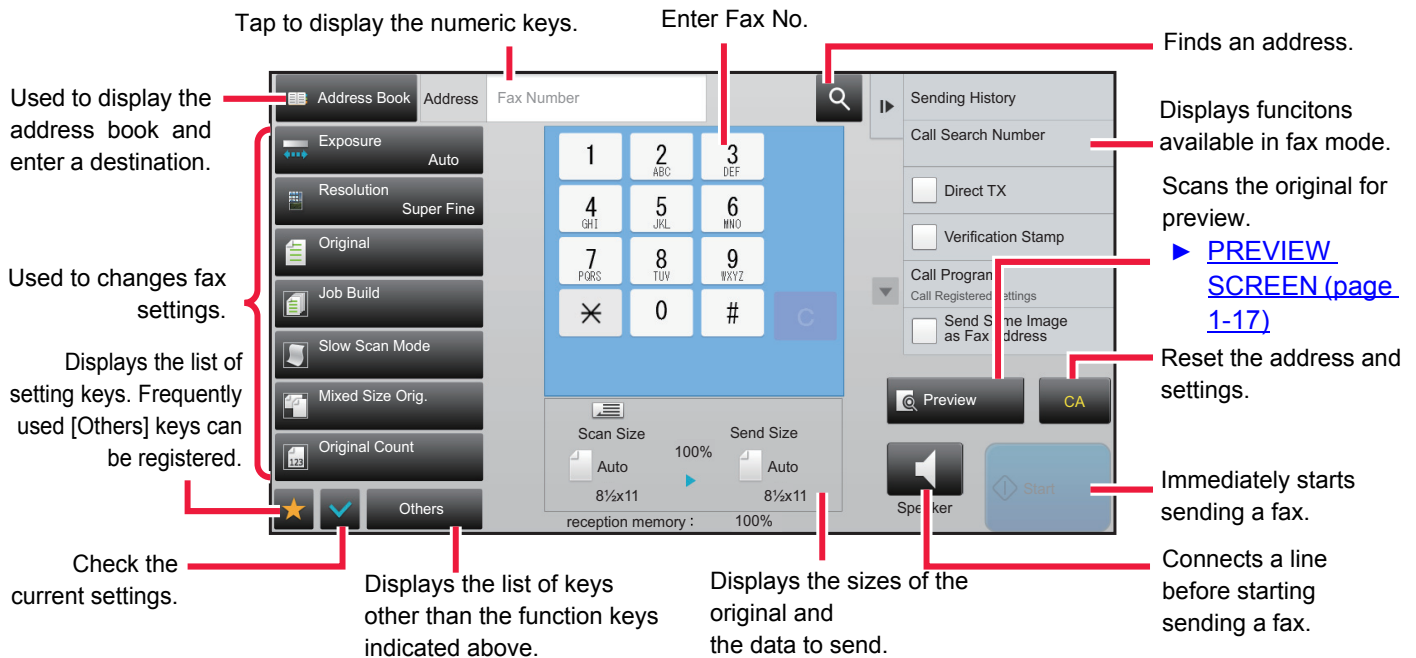 Tap to display the numeric keys.
Enter Fax No.
Finds an address.
Used to display the
address book and
enter a destination.
Used to changes fax
settings.
Displays the list of
setting keys. Frequently
used [Others] keys can
be registered.
Check the
current settings.
Address Book
Address
Fax Number
Exposure
Auto
Resolution
Super Fine
Original
Job Build
Slow Scan Mode
Mixed Size Orig.
Original Count
123
Others
1
2
ABC
3
DEF
4
GHI
5
JKL
6
MNO
7
PQRS
8
TUV
9
WXYZ
0
#
C
Scan Size
Send Size
100%
Auto
Auto
8½x11
8½x11
reception memory : 100%
Sending History
Call Search Number
Direct TX
Verification Stamp
Call Program
Call Registered Settings
Send Same Image
as Fax Address
Preview
CA
Speaker
Start
Displays funcitons
available in fax mode.
Scans the original for
preview.
► PREVIEW
SCREEN (page
1-17)
Reset the address and
settings.
Immediately starts
sending a fax.
Connects a line
before starting
sending a fax.
Displays the list of keys
other than the function keys
indicated above.
Displays the sizes of the
original and
the data to send.